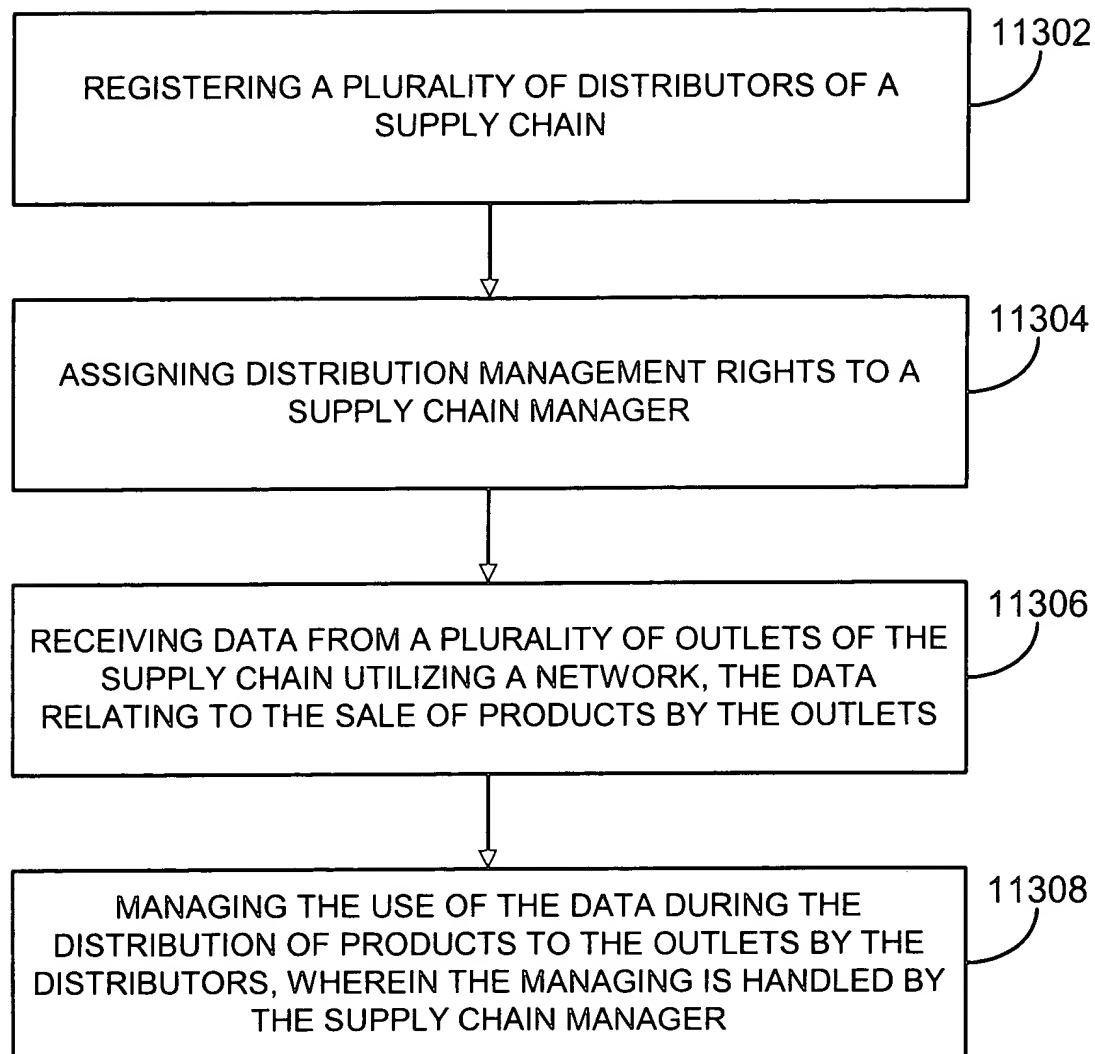 11302
REGISTERING A PLURALITY OF DISTRIBUTORS OF A
SUPPLY CHAIN
11304
ASSIGNING DISTRIBUTION MANAGEMENT RIGHTS TO A
SUPPLY CHAIN MANAGER
11306
RECEIVING DATA FROM A PLURALITY OF OUTLETS OF THE
SUPPLY CHAIN UTILIZING A NETWORK, THE DATA
RELATING TO THE SALE OF PRODUCTS BY THE OUTLETS
11308
MANAGING THE USE OF THE DATA DURING THE
DISTRIBUTION OF PRODUCTS TO THE OUTLETS BY THE
DISTRIBUTORS, WHEREIN THE MANAGING IS HANDLED BY
THE SUPPLY CHAIN MANAGER